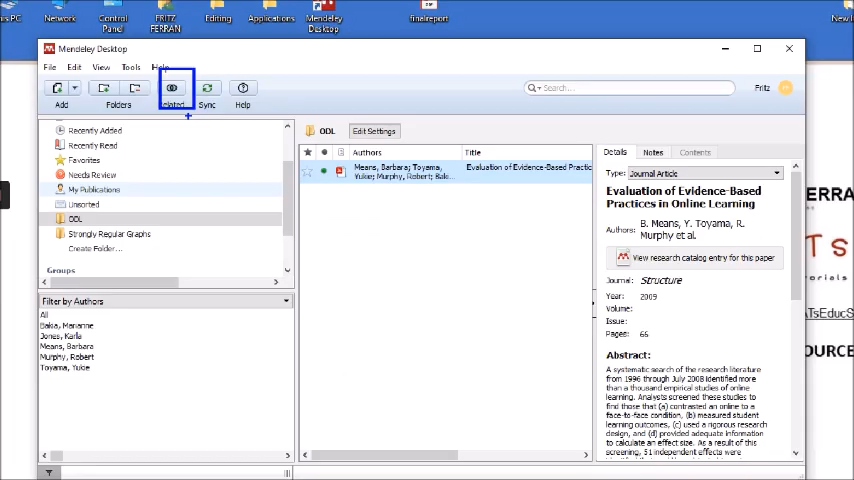 his PC
Network
Control
Panel
FRITZ
FERRAN
Editing
Applications
Mendeley
Desktop
finalreport
New
Mendeley Desktop
File Edit View Tools Help
Search...
Fritz
Add Folders Related Sync Help
Recently Added
Recently Read
Favorites
Needs Review
My Publications
Unsorted
ODL
Strongly Regular Graphs
Create Folder...
Groups
Filter by Authors
All
Bakia, Marianne
Jones, Karla
Means, Barbara
Murphy, Robert
Toyama, Yukie
ODL Edit Settings
Authors Title
Means, Barbara; Toyama,
Yukie; Murphy, Robert; Baki...
Evaluation of Evidence-Based Practic
Details Notes Contents
Type: Journal Article
Evaluation of Evidence-Based
Practices in Online Learning
Authors: B. Means, Y. Toyama, R.
Murphy et al.
View research catalog entry for this paper
Journal: Structure
Year: 2009
Volume:
Issue:
Pages: 66
Abstract:
A systematic search of the research literature
from 1996 through July 2008 identified more
than a thousand empirical studies of online
learning. Analysts screened these studies to
find those that (a) contrasted an online to a
face-to-face condition, (b) measured student
learning outcomes, (c) used a rigorous research
design, and (d) provided adequate information
to calculate an effect size. As a result of this
screening, 51 independent effects were
ERRAN
Ts
torials
ATsEducS
OURCE